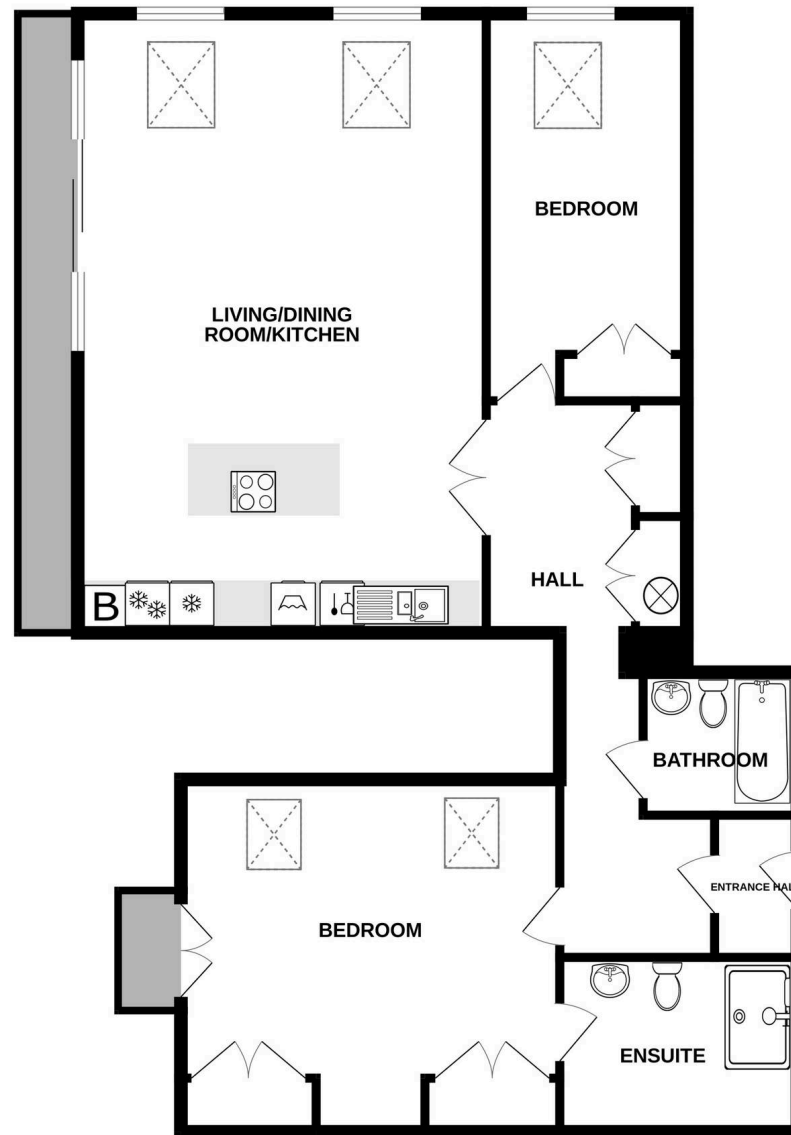 BEDROOM
LIVING/DINING
ROOM/KITCHEN
B
HALL
BATHROOM
ENTRANCE HAL
BEDROOM
ENSUITE